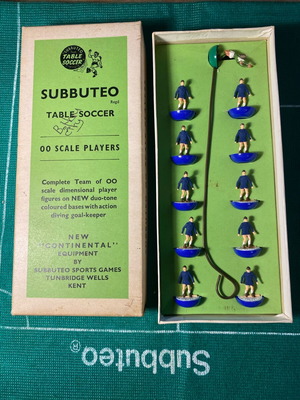 SUBBUTEO
TABLE
SOCCER
SUBBUTEO
Regd
TABLE SOCCER
OO SCALE PLAYERS
Complete Team of OO
scale dimensional player
figures on NEW duo-tone
coloured bases with action
diving goal-keeper
NEW
"CONTINENTAL"
EQUIPMENT
BY
SUBBUTEO SPORTS GAMES
TUNBRIDGE WELLS
KENT
Subbuteo®